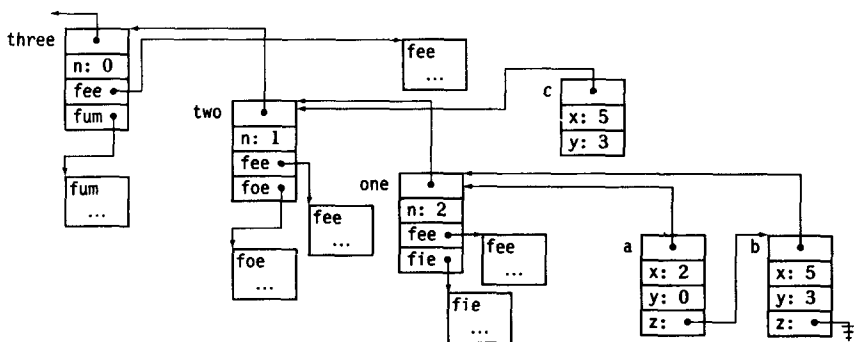 three
n: 0
fee
fum
fum
...
fee
...
two
n: 1
fee
foe
foe
...
fee
...
c
x: 5
y: 3
one
n: 2
fee
fie
fee
...
fie
...
a
x: 2
y: 0
z:
b
x: 5
y: 3
z: